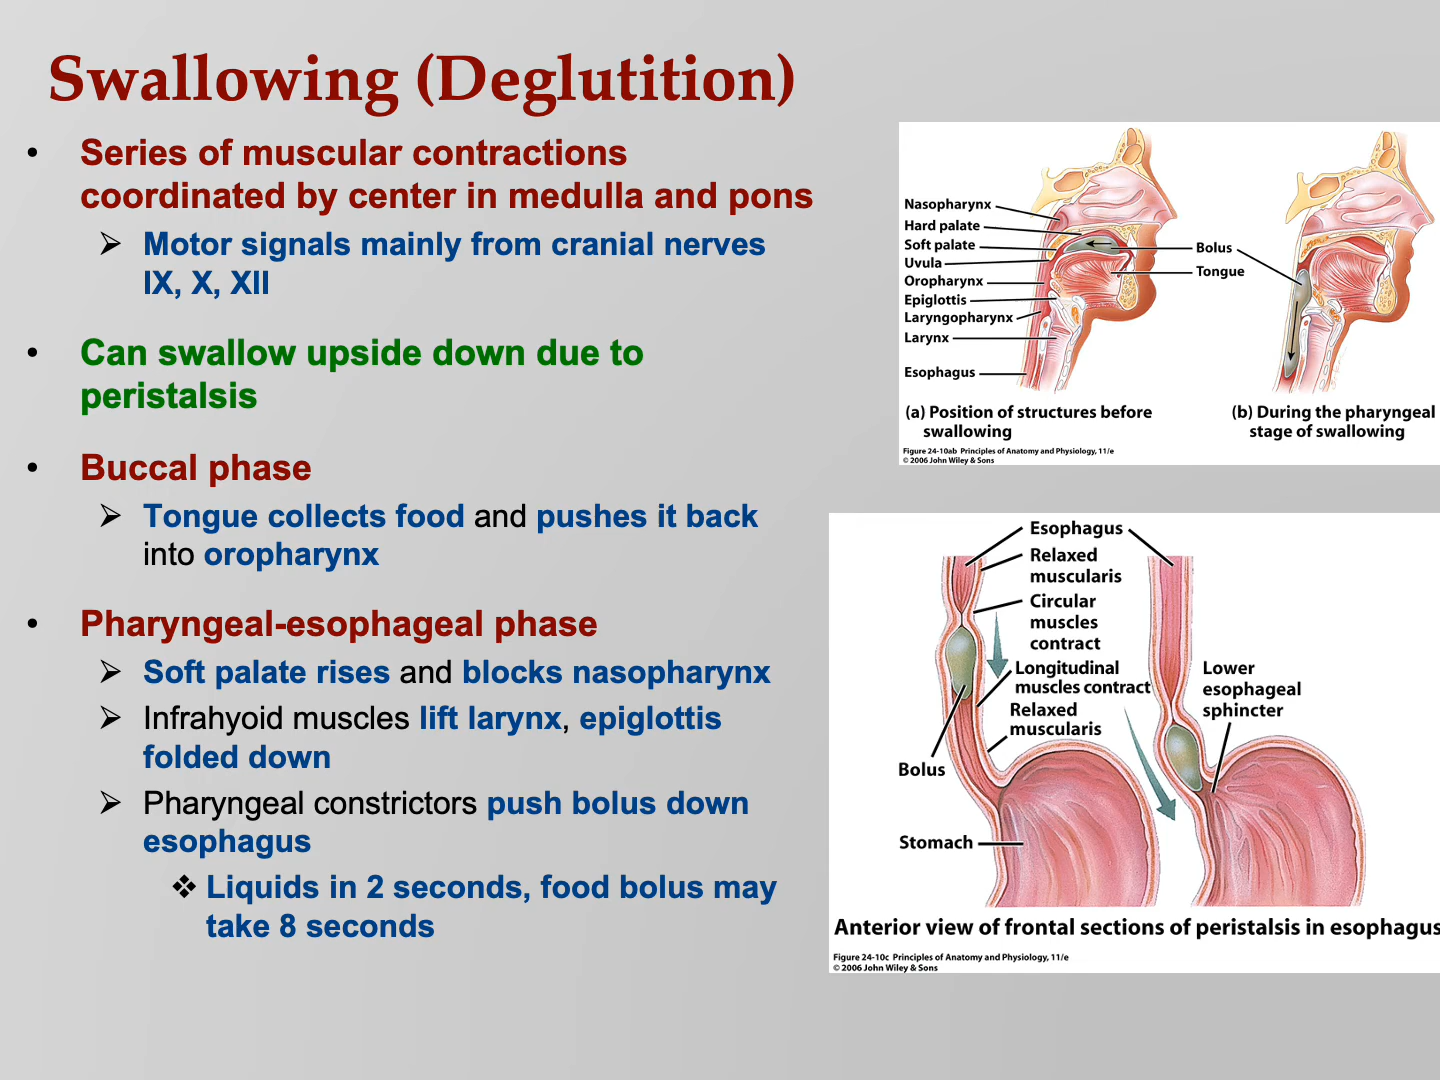 Swallowing (Deglutition)
• Series of muscular contractions
coordinated by center in medulla and pons
➢ Motor signals mainly from cranial nerves
IX, X, XII
• Can swallow upside down due to
peristalsis
• Buccal phase
➢ Tongue collects food and pushes it back
into oropharynx
• Pharyngeal-esophageal phase
➢ Soft palate rises and blocks nasopharynx
➢ Infrahyoid muscles lift larynx, epiglottis
folded down
➢ Pharyngeal constrictors push bolus down
esophagus
❖ Liquids in 2 seconds, food bolus may
take 8 seconds
Nasopharynx
Hard palate
Soft palate
Uvula
Oropharynx
Epiglottis
Laryngopharynx
Larynx
Esophagus
Bolus
Tongue
(a) Position of structures before
swallowing
(b) During the pharyngeal
stage of swallowing
Figure 24-10ab Principles of Anatomy and Physiology, 11/e
© 2006 John Wiley & Sons
Esophagus
Relaxed
muscularis
Circular
muscles
contract
Longitudinal
muscles contract
Relaxed
muscularis
Bolus
Stomach
Lower
esophageal
sphincter
Anterior view of frontal sections of peristalsis in esophagus
Figure 24-10c Principles of Anatomy and Physiology, 11/e
© 2006 John Wiley & Sons